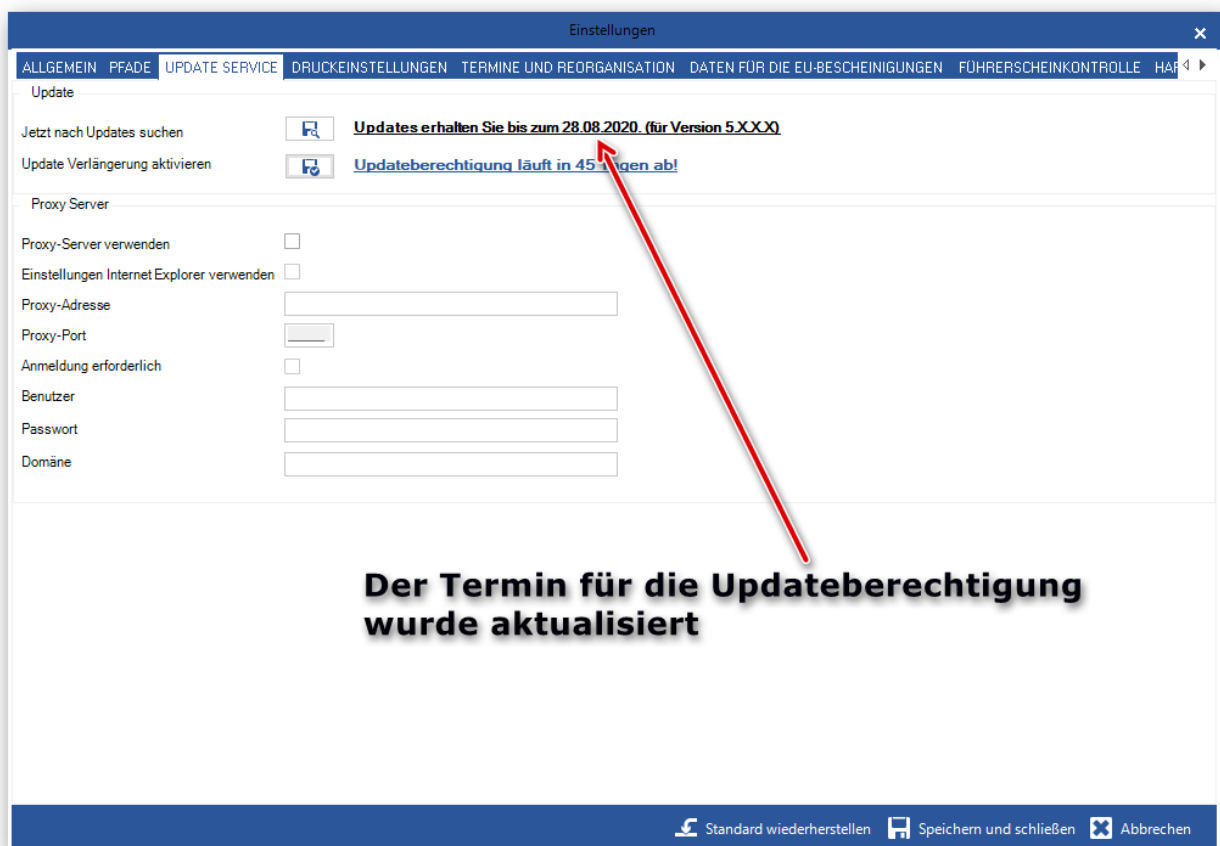 Einstellungen
ALLGEMEIN PFADE UPDATE SERVICE DRUCKEINSTELLUNGEN TERMINE UND REORGANISATION DATEN FÜR DIE EU-BESCHEINIGUNGEN FÜHRERSCHEINKONTROLLE
Update
Jetzt nach Updates suchen Updates erhalten Sie bis zum 28.08.2020. (für Version 5.X.X.X)
Update Verlängerung aktivieren Updateberechtigung läuft in 45 Tagen ab!
Proxy Server
Proxy-Server verwenden
Einstellungen Internet Explorer verwenden
Proxy-Adresse
Proxy-Port
Anmeldung erforderlich
Benutzer
Passwort
Domäne
Der Termin für die Updateberechtigung
wurde aktualisiert
Standard wiederherstellen Speichern und schließen Abbrechen